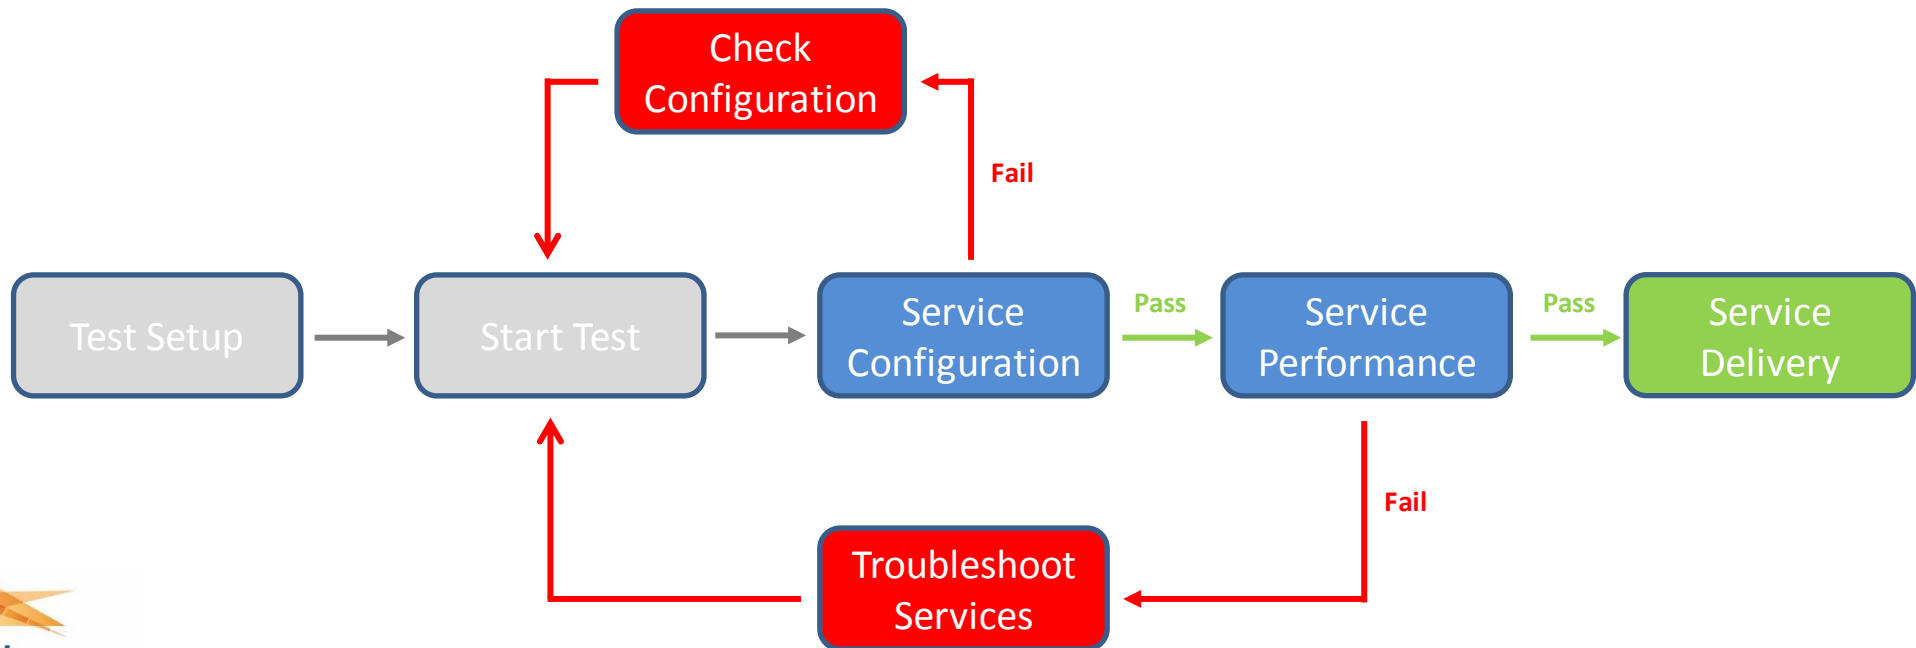 Check
Configuration
Fail
Test Setup
Start Test
Service
Configuration
Pass
Service
Performance
Pass
Service
Delivery
Fail
Troubleshoot
Services